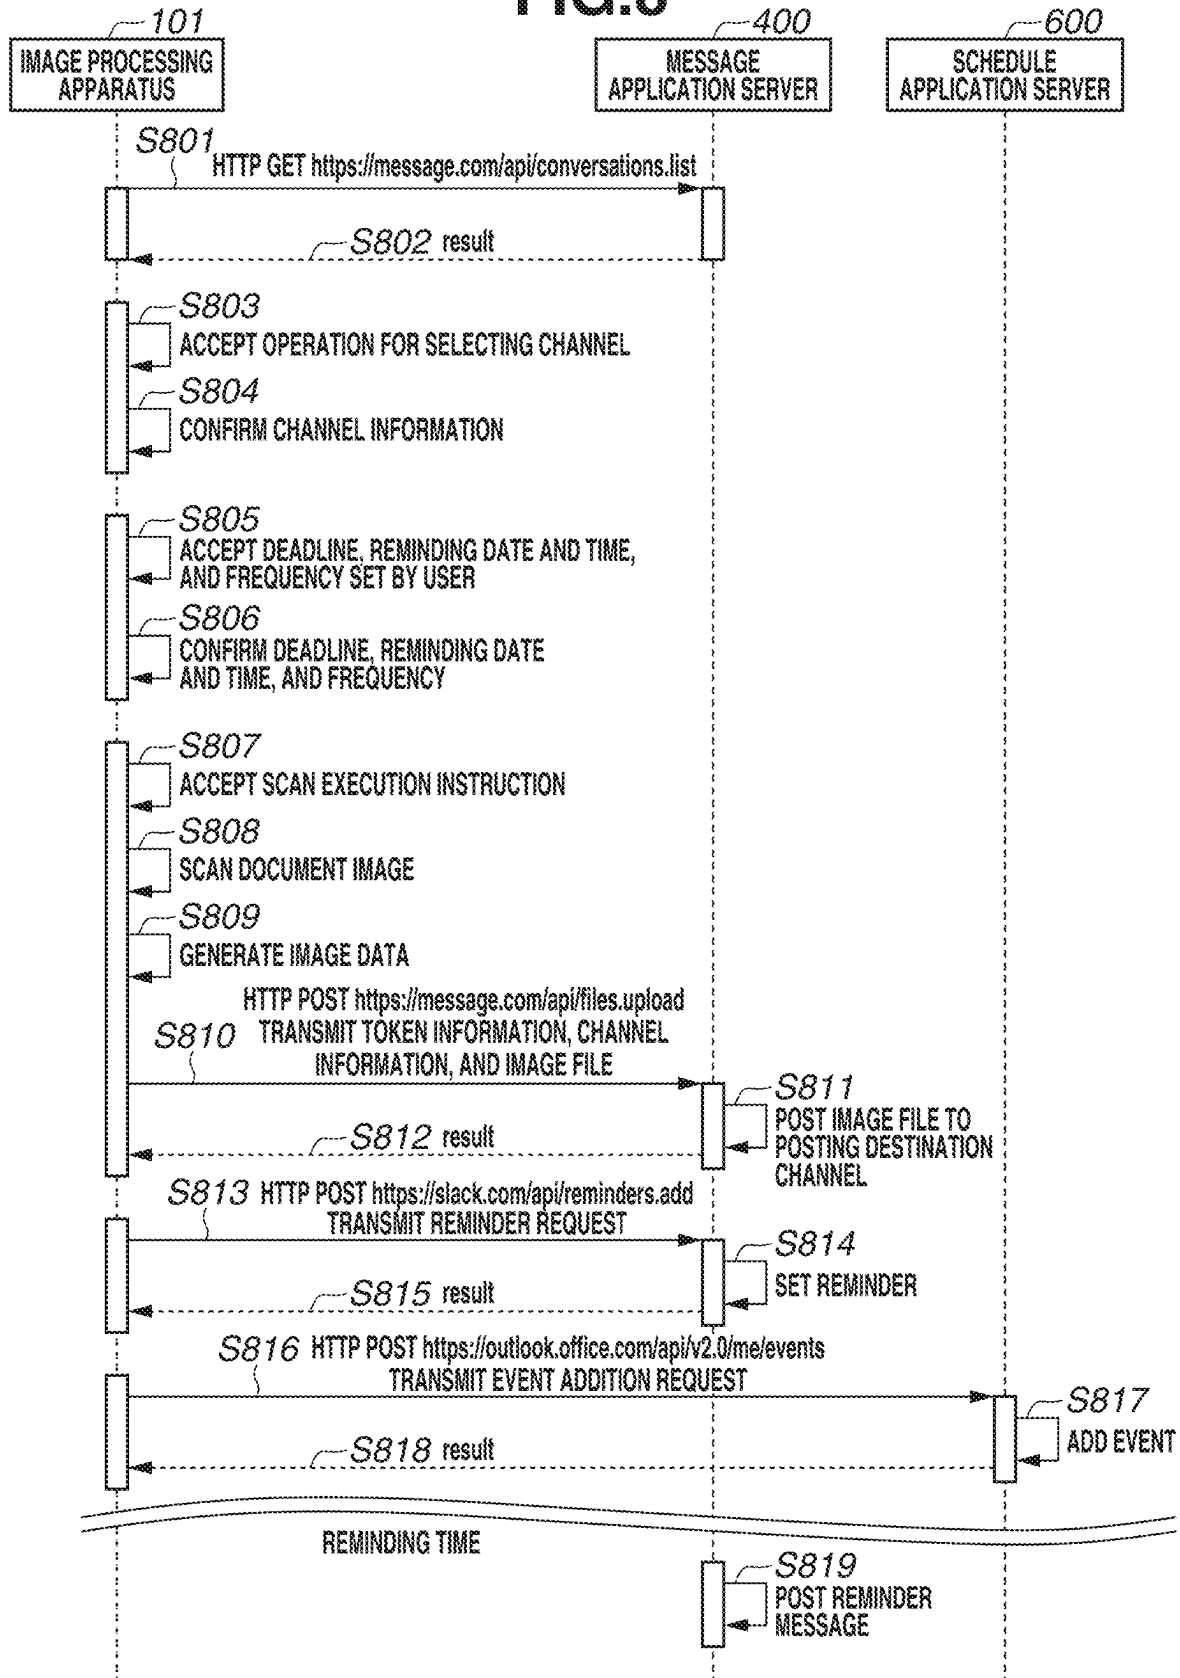 101
400
600
IMAGE PROCESSING
APPARATUS
MESSAGE
APPLICATION SERVER
SCHEDULE
APPLICATION SERVER
S801
HTTP GET https://message.com/api/conversations.list
S802 result
S803
ACCEPT OPERATION FOR SELECTING CHANNEL
S804
CONFIRM CHANNEL INFORMATION
S805
ACCEPT DEADLINE, REMINDING DATE AND TIME,
AND FREQUENCY SET BY USER
S806
CONFIRM DEADLINE, REMINDING DATE
AND TIME, AND FREQUENCY
S807
ACCEPT SCAN EXECUTION INSTRUCTION
S808
SCAN DOCUMENT IMAGE
S809
GENERATE IMAGE DATA
HTTP POST https://message.com/api/files.upload
S810 TRANSMIT TOKEN INFORMATION, CHANNEL
INFORMATION, AND IMAGE FILE
S811
POST IMAGE FILE TO
POSTING DESTINATION
CHANNEL
S812 result
S813 HTTP POST https://slack.com/api/reminders.add
TRANSMIT REMINDER REQUEST
S814
SET REMINDER
S815 result
S816 HTTP POST https://outlook.office.com/api/v2.0/me/events
TRANSMIT EVENT ADDITION REQUEST
S817
ADD EVENT
S818 result
REMINDING TIME
S819
POST REMINDER
MESSAGE